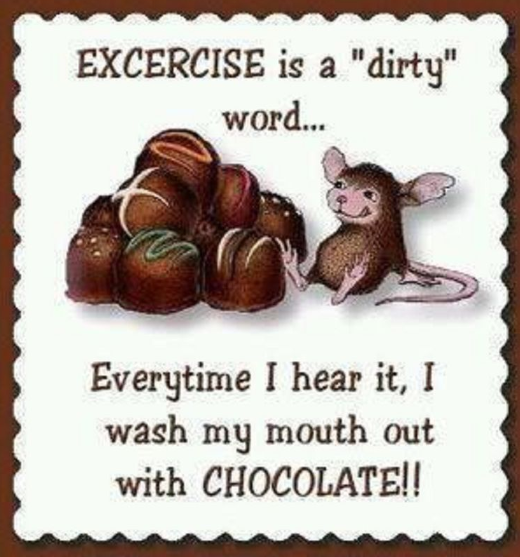 EXCERCISE is a "dirty"
word...
Everytime I hear it, I
wash my mouth out
with CHOCOLATE!!